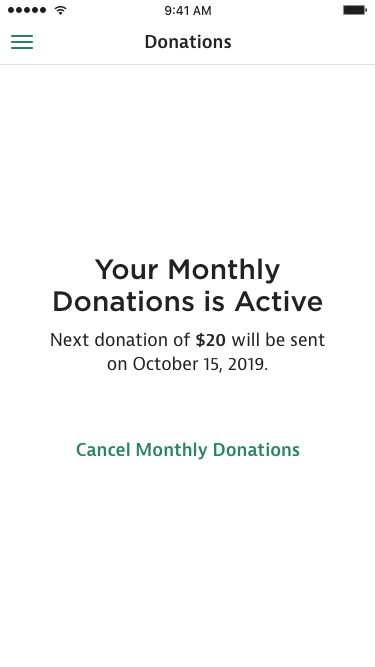 9:41 AM
Donations
Your Monthly
Donations is Active
Next donation of $20 will be sent
on October 15, 2019.
Cancel Monthly Donations